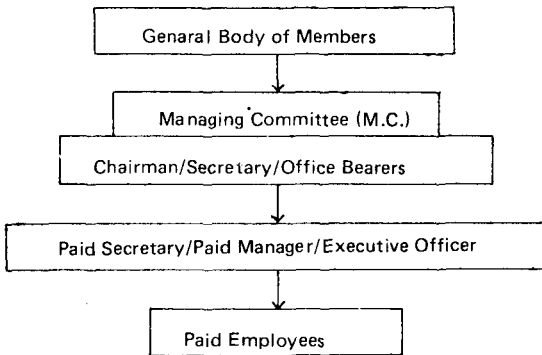 Genaral Body of Members
Managing Committee (M.C.)
Chairman/Secretary/Office Bearers
Paid Secretary/Paid Manager/Executive Officer
Paid Employees